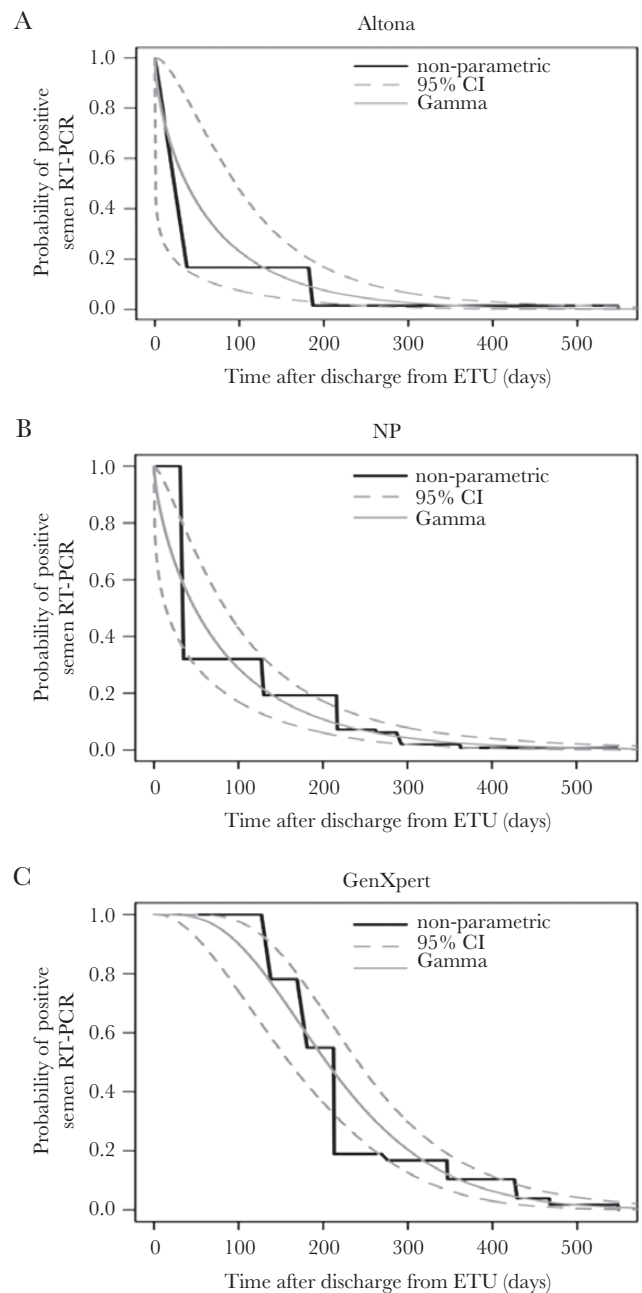 A
Altona
1.0
0.8
0.6
0.4
0.2
0.0
Probability of positive
semen RT-PCR
non-parametric
95% CI
Gamma
0 100 200 300 400 500
Time after discharge from ETU (days)
B
NP
1.0
0.8
0.6
0.4
0.2
0.0
Probability of positive
semen RT-PCR
non-parametric
95% CI
Gamma
0 100 200 300 400 500
Time after discharge from ETU (days)
C
GenXpert
1.0
0.8
0.6
0.4
0.2
0.0
Probability of positive
semen RT-PCR
non-parametric
95% CI
Gamma
0 100 200 300 400 500
Time after discharge from ETU (days)